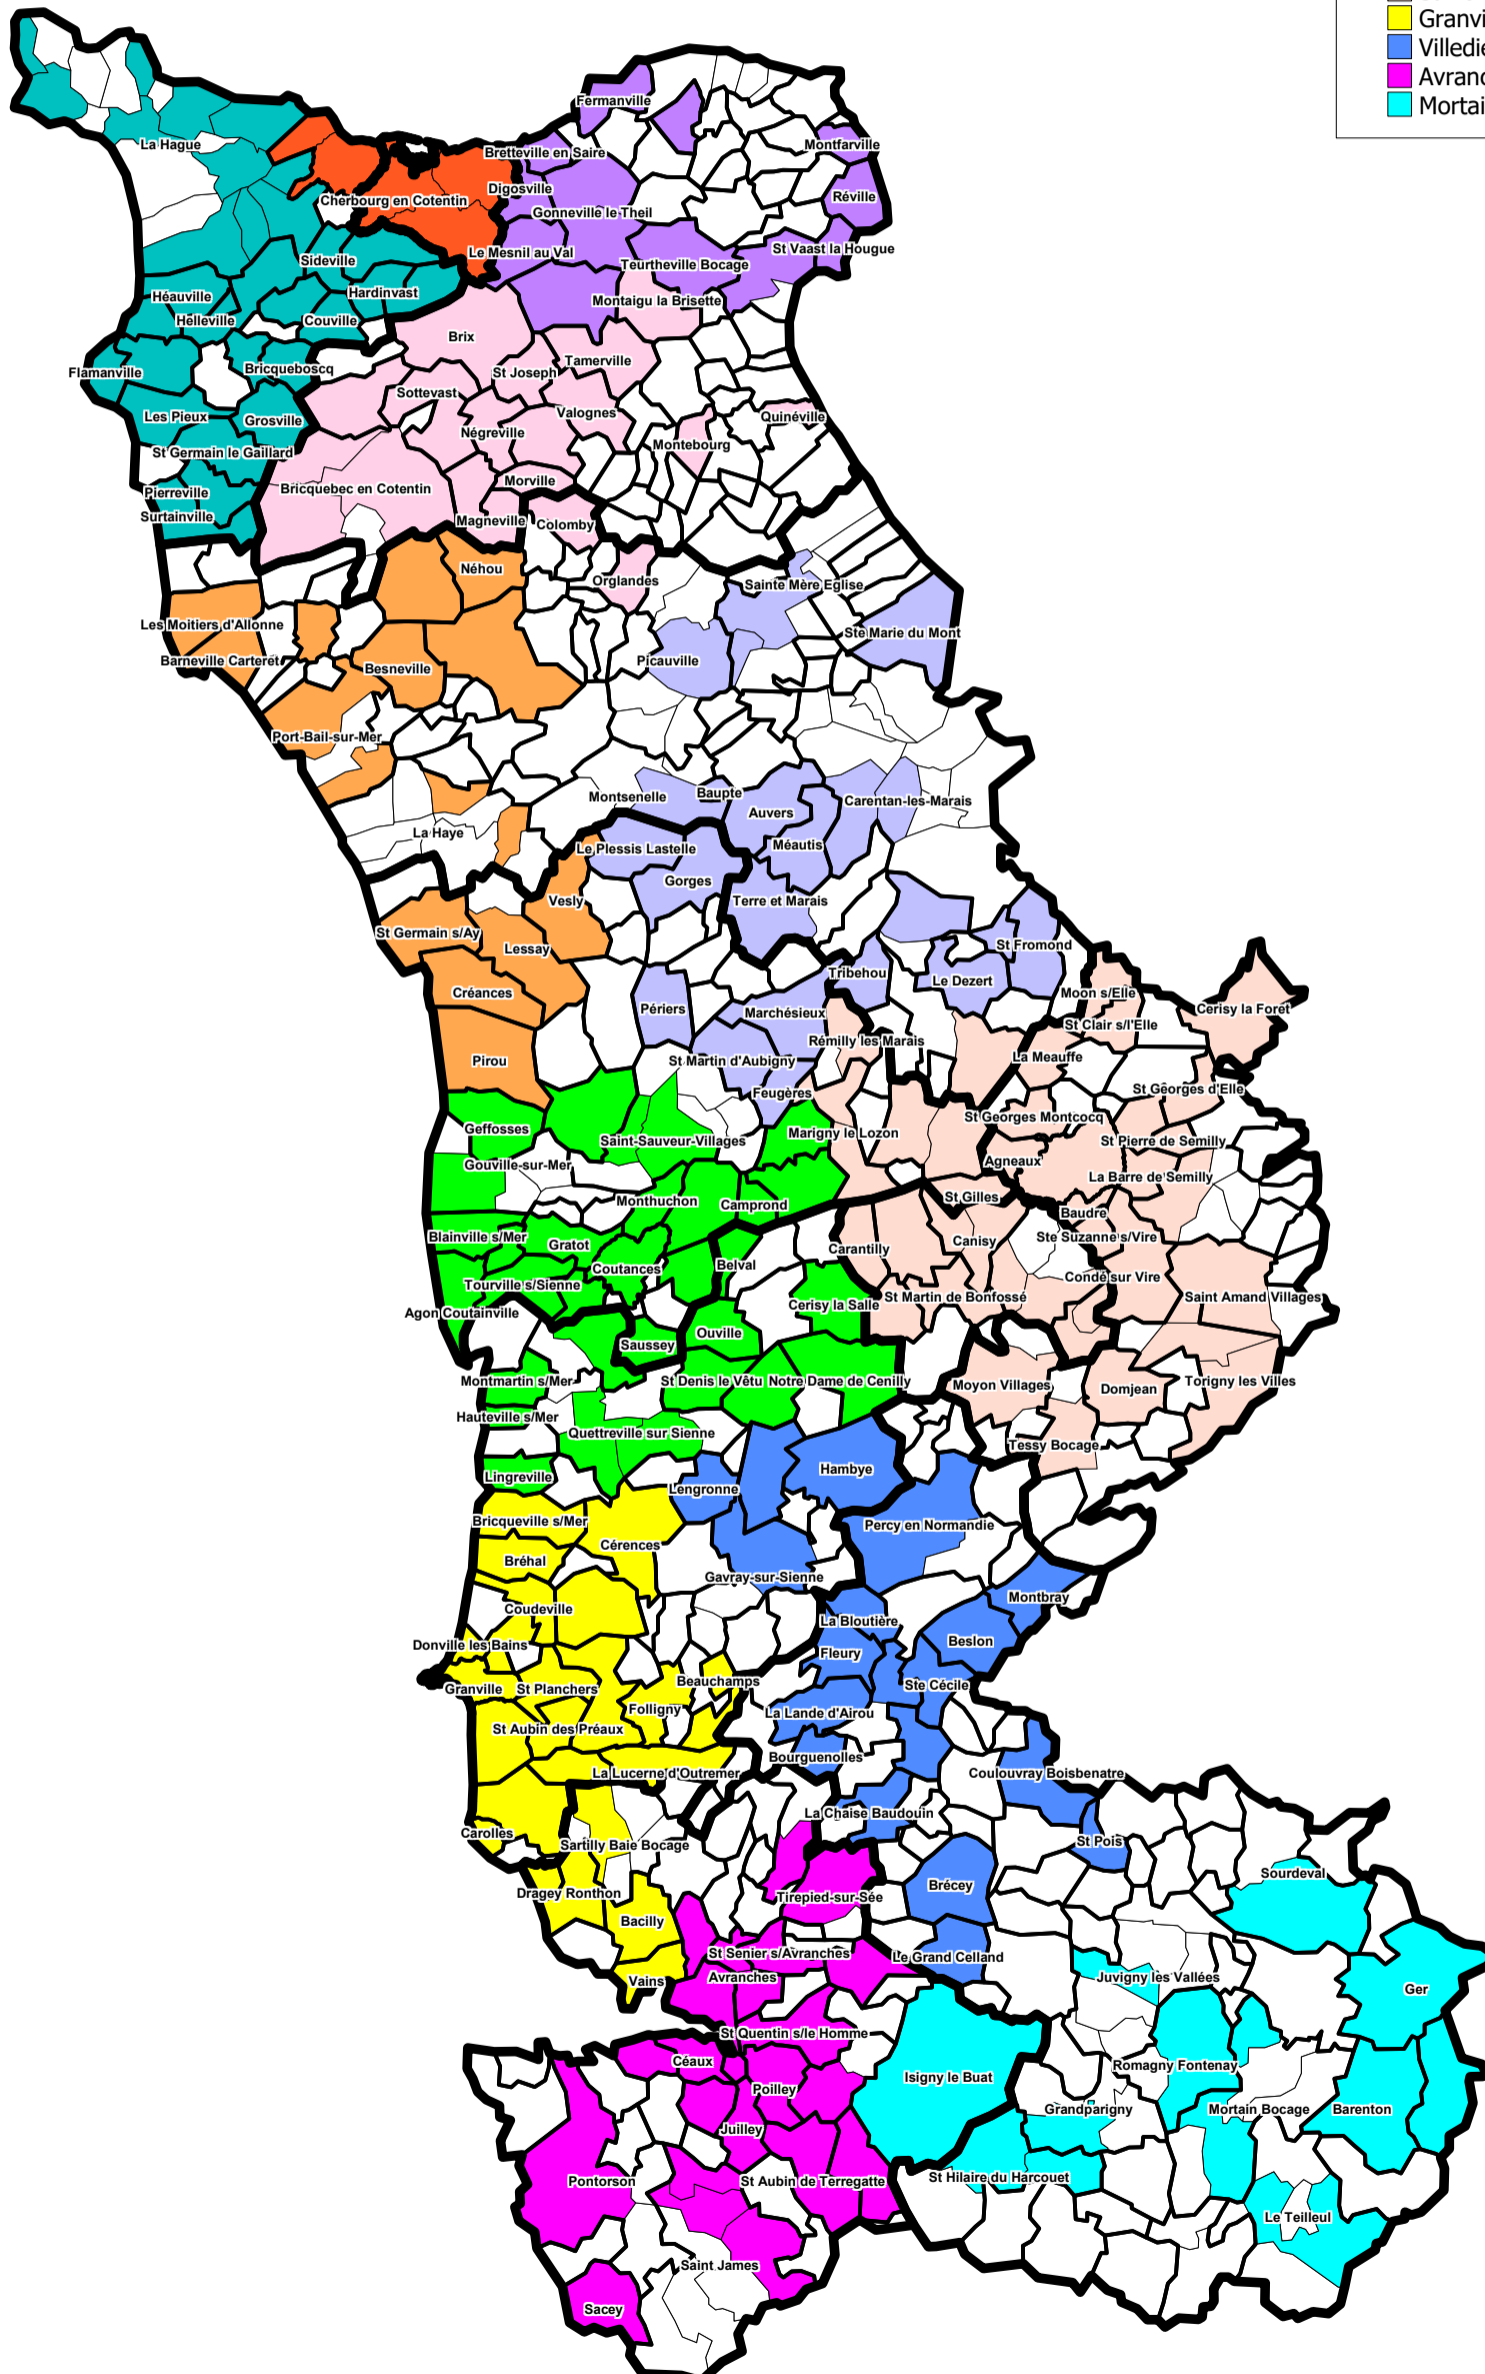 Granvi
Villedie
Avranc
Mortai
Fermanville
La Hague
Bretteville en Saire
Montfarville
Digosville
Réville
Cherbourg en Cotentin
Gonneville le Theil
Le Mesnil au Val
St Vaast la Hougue
Sideville
Teurtheville Bocage
Hardinvast
Héauville
Montaigu la Brisette
Helleville
Couville
Brix
Tamerville
Flamanville
Bricqueboscq
St Joseph
Sottevast
Les Pieux
Grosville
Valognes
Quinéville
Négreville
Montebourg
St Germain le Gaillard
Morville
Pierreville
Bricquebec en Cotentin
Surtainville
Magneville
Colomby
Néhou
Orglandes
Sainte Mère Eglise
Les Moitiers d'Allonne
Ste Marie du Mont
Barneville Carteret
Besneville
Picauville
Port-Bail-sur-Mer
Montsenelle
Baupte
Carentan-les-Marais
Auvers
La Haye
Le Plessis Lastelle
Méautis
Gorges
Vesly
Terre et Marais
St Germain s/Ay
Lessay
St Fromond
Tribehou
Le Dezert
Créances
Moon s/Elle
Périers
Marchésieux
Cerisy la Foret
St Clair s/l'Elle
Rémilly les Marais
Pirou
St Martin d'Aubigny
La Meauffe
Feugères
St Georges d'Elle
Geffosses
St Georges Montcocq
Saint-Sauveur-Villages
Marigny le Lozon
St Pierre de Semilly
Gouville-sur-Mer
Agneaux
La Barre de Semilly
Monthuchon
Camprond
St Gilles
Baudre
Blainville s/Mer
Gratot
Carantilly
Canisy
Ste Suzanne s/Vire
Coutances
Belval
Tourville s/Sienne
Condé sur Vire
Agon Coutainville
Cerisy la Salle
St Martin de Bonfossé
Saint Amand Villages
Saussey
Ouville
Montmartin s/Mer
St Denis le Vêtu
Notre Dame de Cenilly
Moyon Villages
Domjean
Torigny les Villes
Hauteville s/Mer
Quettreville sur Sienne
Tessy Bocage
Lingreville
Lengronne
Hambye
Bricqueville s/Mer
Percy en Normandie
Cérences
Bréhal
Gavray-sur-Sienne
Coudeville
Montbray
La Bloutière
Donville les Bains
Fleury
Beslon
Granville
St Planchers
Beauchamps
Ste Cécile
Folligny
La Lande d'Airou
St Aubin des Préaux
Bourguenolles
La Lucerne d'Outremer
Coulouvray Boisbenatre
La Chaise Baudouin
Carolles
Sartilly Baie Bocage
St Pois
Sourdeval
Dragey Ronthon
Tirepied-sur-Sée
Brécey
Bacilly
St Senier s/Avranches
Le Grand Celland
Vains
Avranches
Juvigny les Vallées
Ger
St Quentin s/le Homme
Céaux
Isigny le Buat
Romagny Fontenay
Poilley
Grandparigny
Mortain Bocage
Barenton
Juilley
Pontorson
St Aubin de Terregatte
St Hilaire du Harcouet
Le Teilleul
Saint James
Sacey